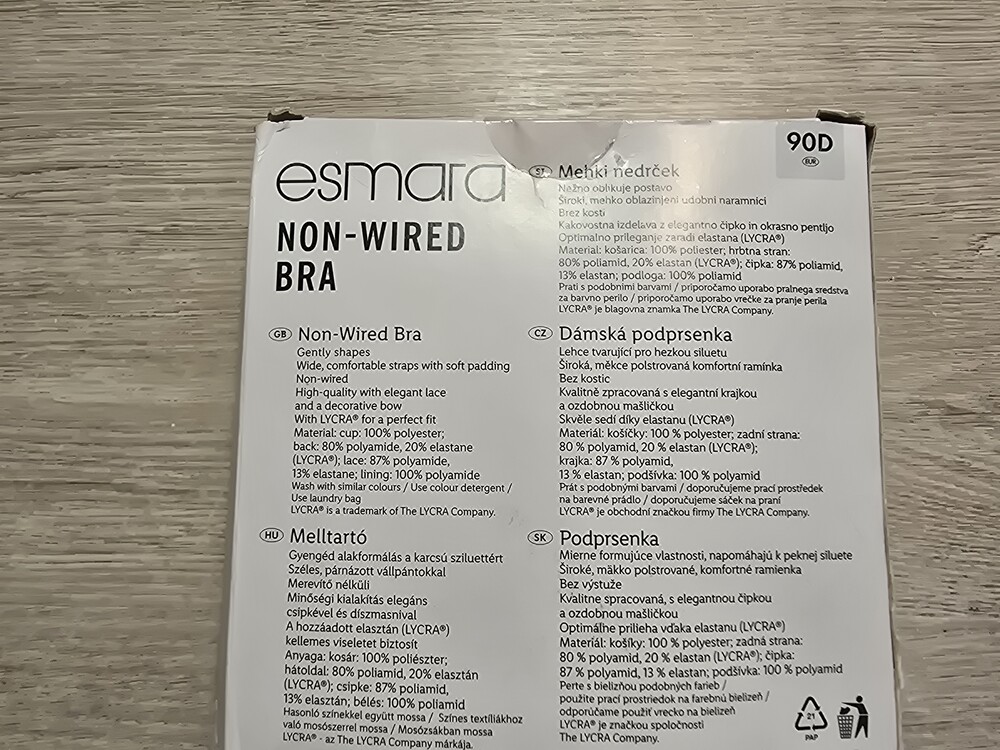 esmara
NON-WIRED
BRA
90D
EUR
SI Mehki nedrček
Nežno oblikuje postavo
Široki, mehko oblazinjeni udobni naramnici
Brez kosti
Kakovostna izdelava z elegantno čipko in okrasno pentljo
Optimalno prileganje zaradi elastana (LYCRA®)
Material: košarica: 100% poliester; hrbtna stran:
80% poliamid, 20% elastan (LYCRA®); čipka: 87% poliamid,
13% elastan; podloga: 100% poliamid
Prati s podobnimi barvami / priporočamo uporabo pralnega sredstva
za barvno perilo / priporočamo uporabo vrečke za pranje perila
LYCRA® je blagovna znamka The LYCRA Company.
GB Non-Wired Bra
Gently shapes
Wide, comfortable straps with soft padding
Non-wired
High-quality with elegant lace
and a decorative bow
With LYCRA® for a perfect fit
Material: cup: 100% polyester;
back: 80% polyamide, 20% elastane
(LYCRA®); lace: 87% polyamide,
13% elastane; lining: 100% polyamide
Wash with similar colours / Use colour detergent /
Use laundry bag
LYCRA® is a trademark of The LYCRA Company.
CZ Dámská podprsenka
Lehce tvarující pro hezkou siluetu
Široká, měkce polstrovaná komfortní ramínka
Bez kostic
Kvalitně zpracovaná s elegantní krajkou
a ozdobnou mašličkou
Skvěle sedí díky elastanu (LYCRA®)
Materiál: košíčky: 100 % polyester; zadní strana:
80 % polyamid, 20 % elastan (LYCRA®);
krajka: 87 % polyamid,
13 % elastan; podšívka: 100 % polyamid
Prát s podobnými barvami / doporučujeme prací prostředek
na barevné prádlo / doporučujeme sáček na praní
LYCRA® je obchodní značkou firmy The LYCRA Company.
HU Melltartó
Gyengéd alakformálás a karcsú sziluettért
Széles, párnázott vállpántokkal
Merevítő nélküli
Minőségi kialakítás elegáns
csipkével és díszmasnival
A hozzáadott elasztán (LYCRA®)
kellemes viseletet biztosít
Anyaga: kosár: 100% poliészter;
hátoldal: 80% poliamid, 20% elasztán
(LYCRA®); csipke: 87% poliamid,
13% elasztán; bélés: 100% poliamid
Hasonló színekkel együtt mossa / Színes textíliákhoz
való mosószerrel mossa / Mosózsákban mossa
LYCRA® - az The LYCRA Company márkája.
SK Podprsenka
Mierne formujúce vlastnosti, napomáhajú k peknej siluete
Široké, mäkko polstrované, komfortné ramienka
Bez výstuže
Kvalitne spracovaná, s elegantnou čipkou
a ozdobnou mašličkou
Optimálne prilieha vďaka elastanu (LYCRA®)
Materiál: košíky: 100 % polyester; zadná strana:
80 % polyamid, 20 % elastan (LYCRA®); čipka:
87 % polyamid, 13 % elastan; podšívka: 100 % polyamid
Perte s bielizňou podobných farieb /
použite prací prostriedok na farebnú bielizeň /
odporúčame použiť vrecko na bielizeň
LYCRA® je značkou spoločnosti
The LYCRA Company.
21
PAP